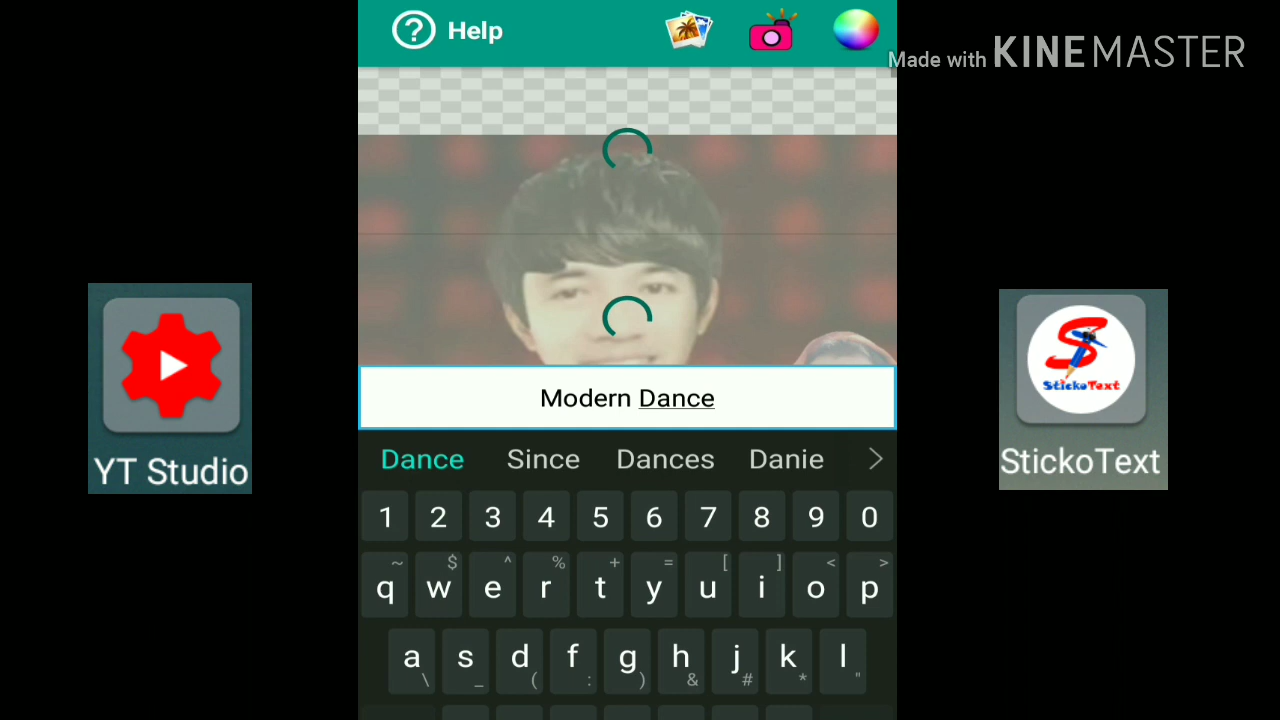 Help
Made with KINEMASTER
Modern Dance
Dance Since Dances Danie >
1 2 3 4 5 6 7 8 9 0
~ $ ^ % + = [ ] < >
q w e r t y u i o p
a s d f g h j k l
\ _ ( : ) & # * "
YT Studio
StickoText
StickoText